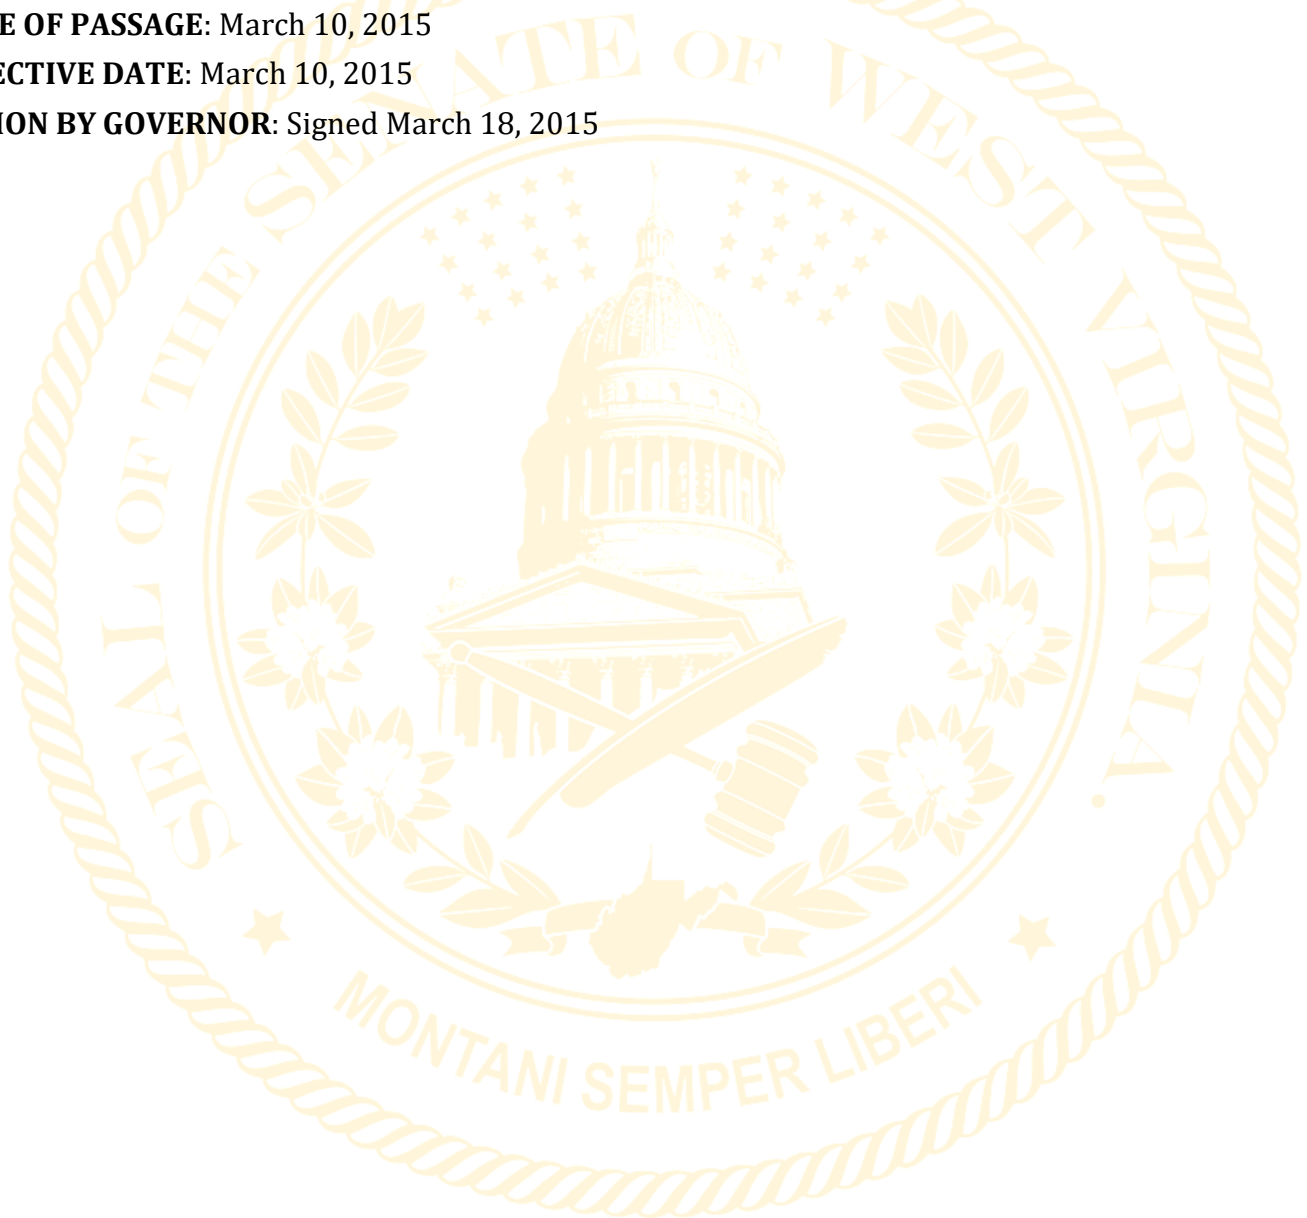 E OF PASSAGE: March 10, 2015
ECTIVE DATE: March 10, 2015
ION BY GOVERNOR: Signed March 18, 2015
SEAL OF THE SENATE OF WEST VIRGINIA
MONTANI SEMPER LIBERI